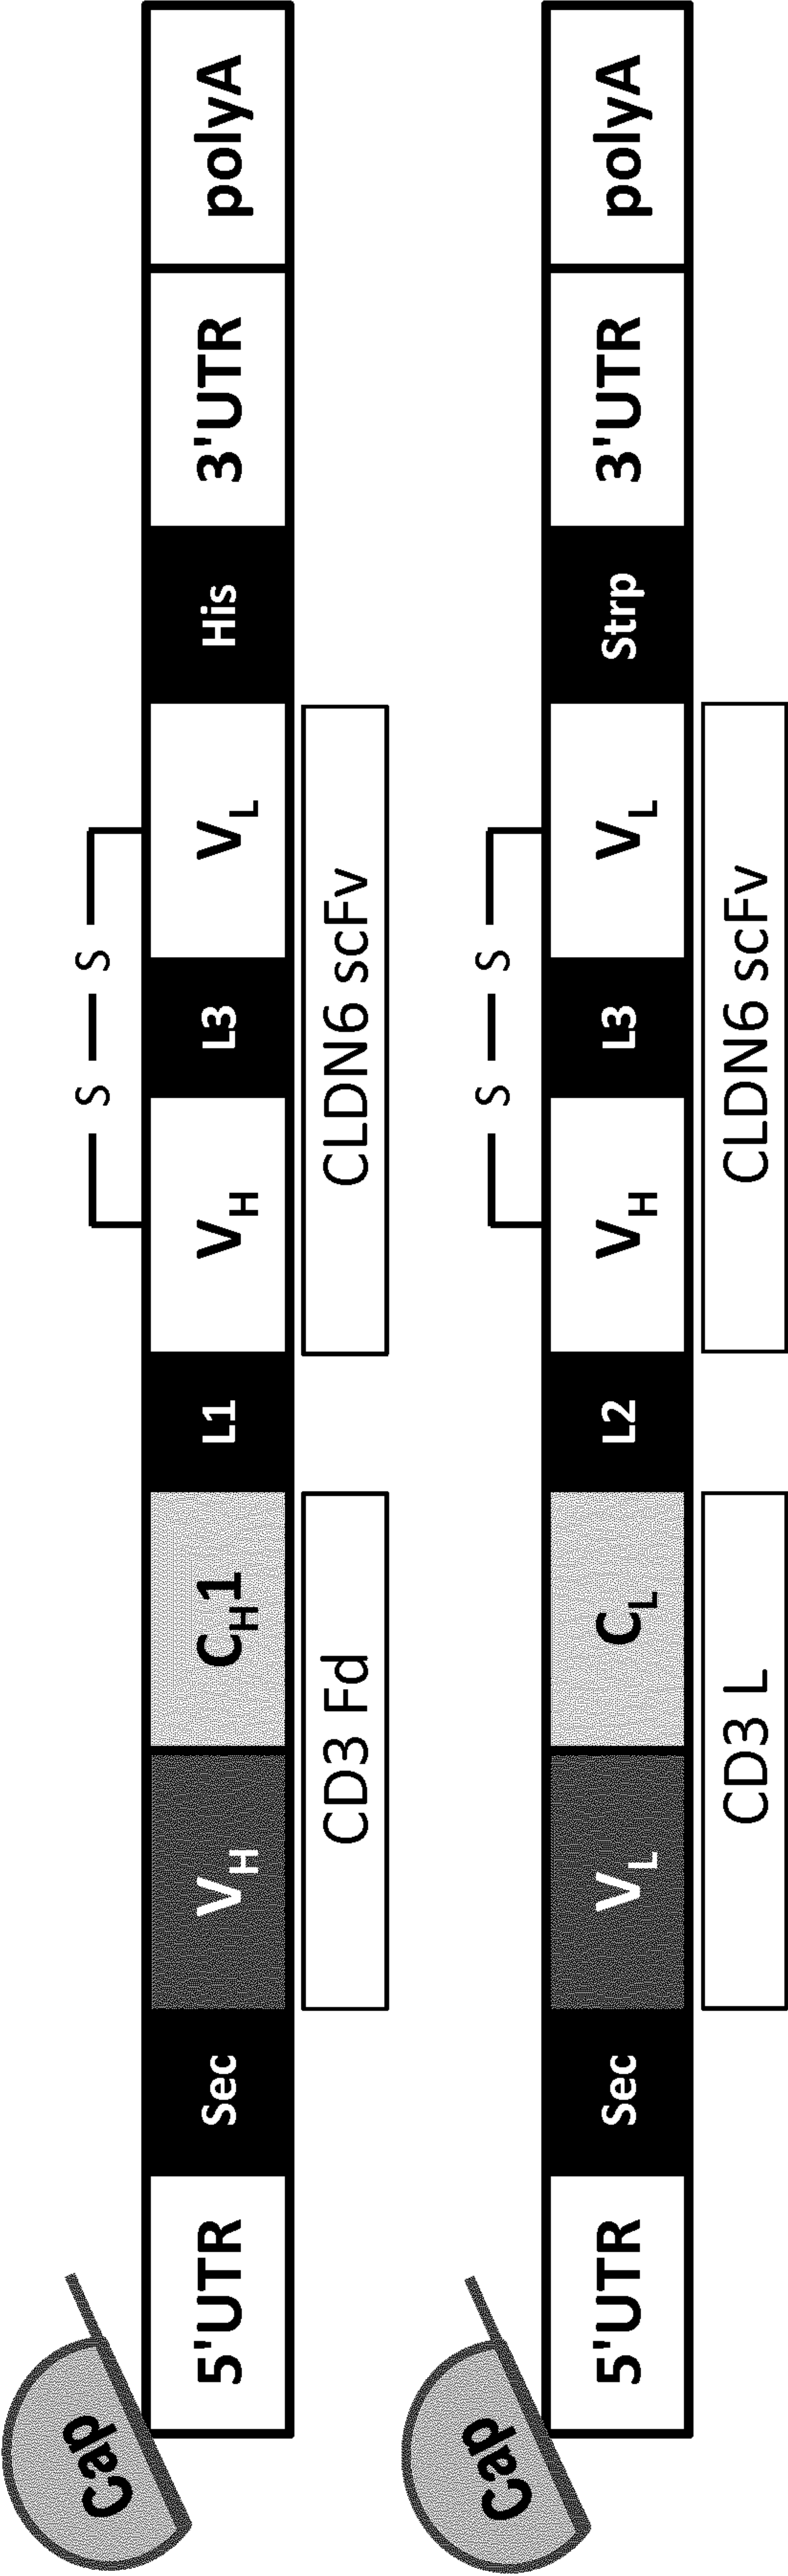 S — S
Cap 5'UTR Sec VH CH1 L1 VH L3 VL His 3'UTR polyA
CD3 Fd CLDN6 scFv
S — S
Cap 5'UTR Sec VL CL L2 VH L3 VL Strp 3'UTR polyA
CD3 L CLDN6 scFv